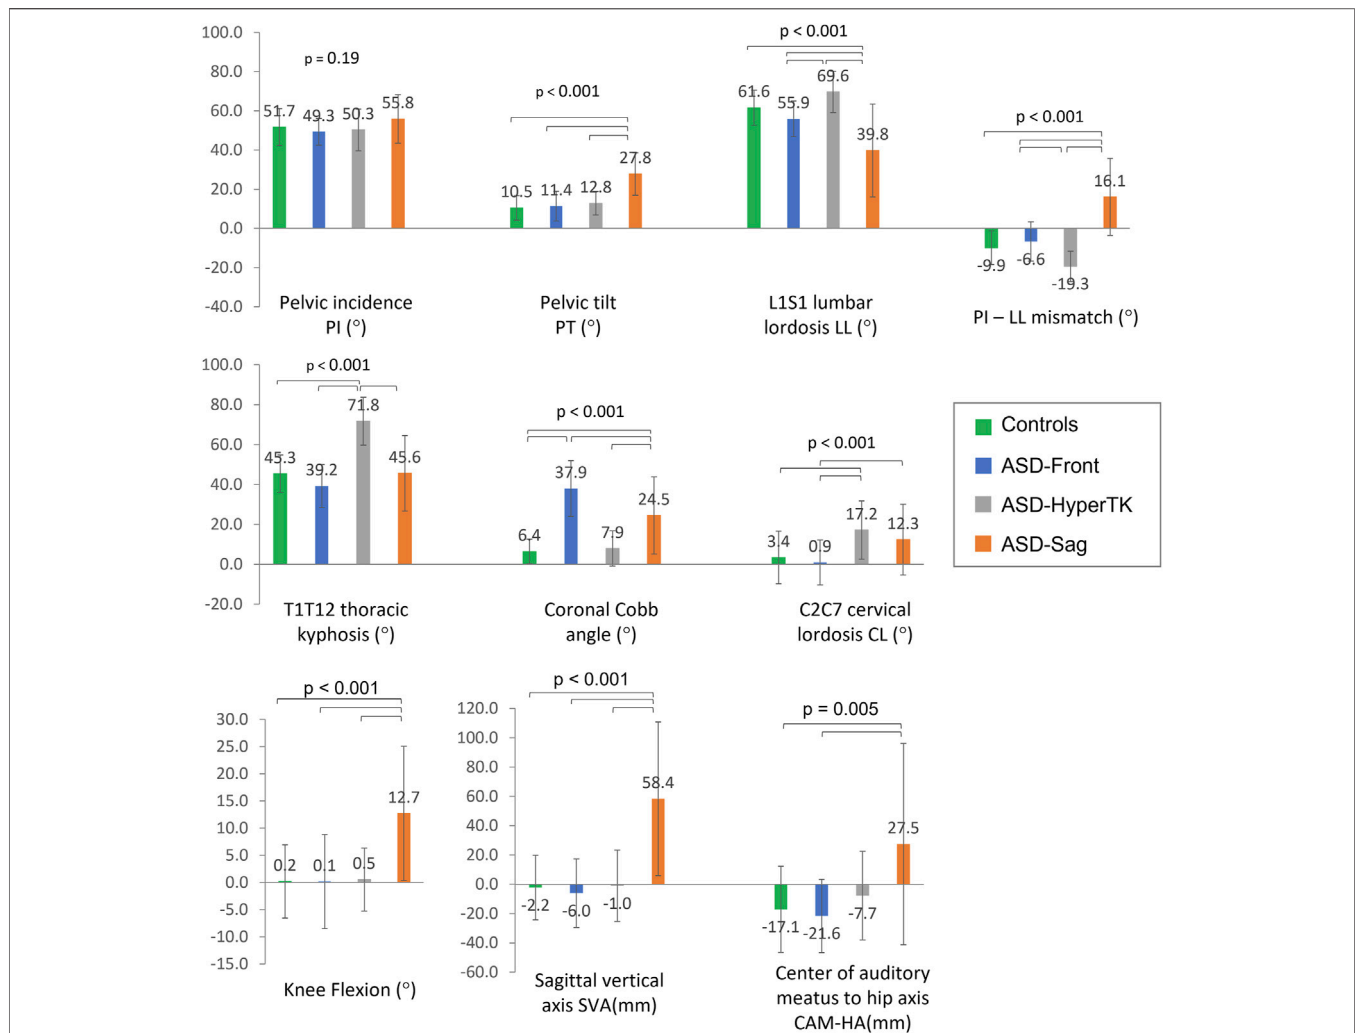 100.0
80.0
60.0
40.0
20.0
0.0
-20.0
-40.0
p = 0.19
51.7
49.3
50.3
55.8
Pelvic incidence
PI (°)
p < 0.001
10.5
11.4
12.8
27.8
Pelvic tilt
PT (°)
p < 0.001
61.6
55.9
69.6
39.8
L1S1 lumbar
lordosis LL (°)
p < 0.001
-9.9
-6.6
-19.3
16.1
PI – LL mismatch (°)
100.0
80.0
60.0
40.0
20.0
0.0
-20.0
p < 0.001
45.3
39.2
71.8
45.6
T1T12 thoracic
kyphosis (°)
p < 0.001
6.4
37.9
7.9
24.5
Coronal Cobb
angle (°)
p < 0.001
3.4
0.9
17.2
12.3
C2C7 cervical
lordosis CL (°)
Controls
ASD-Front
ASD-HyperTK
ASD-Sag
30.0
25.0
20.0
15.0
10.0
5.0
0.0
-5.0
-10.0
-15.0
p < 0.001
0.2
0.1
0.5
12.7
Knee Flexion (°)
120.0
100.0
80.0
60.0
40.0
20.0
0.0
-20.0
-40.0
-60.0
p < 0.001
-2.2
-6.0
-1.0
58.4
Sagittal vertical
axis SVA(mm)
p = 0.005
-17.1
-21.6
-7.7
27.5
Center of auditory
meatus to hip axis
CAM-HA(mm)